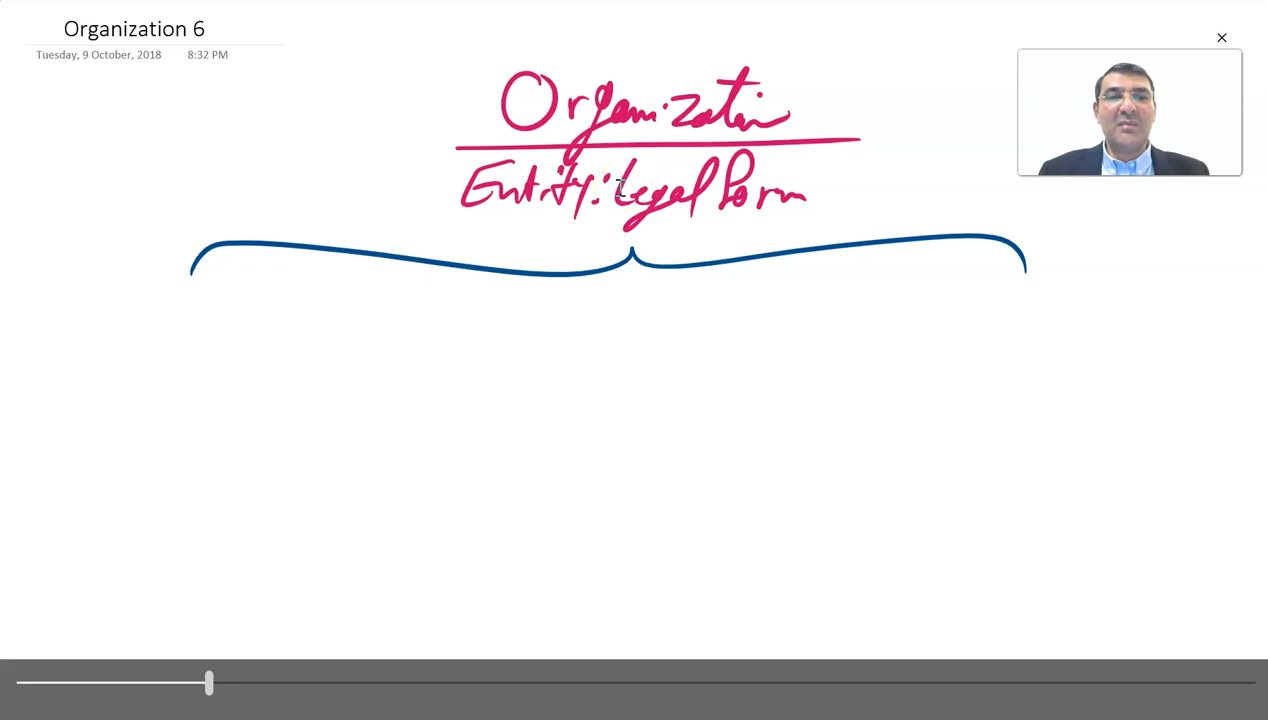 Organization 6
Tuesday, 9 October, 2018 8:32 PM
Organization
Entity: Legal Form